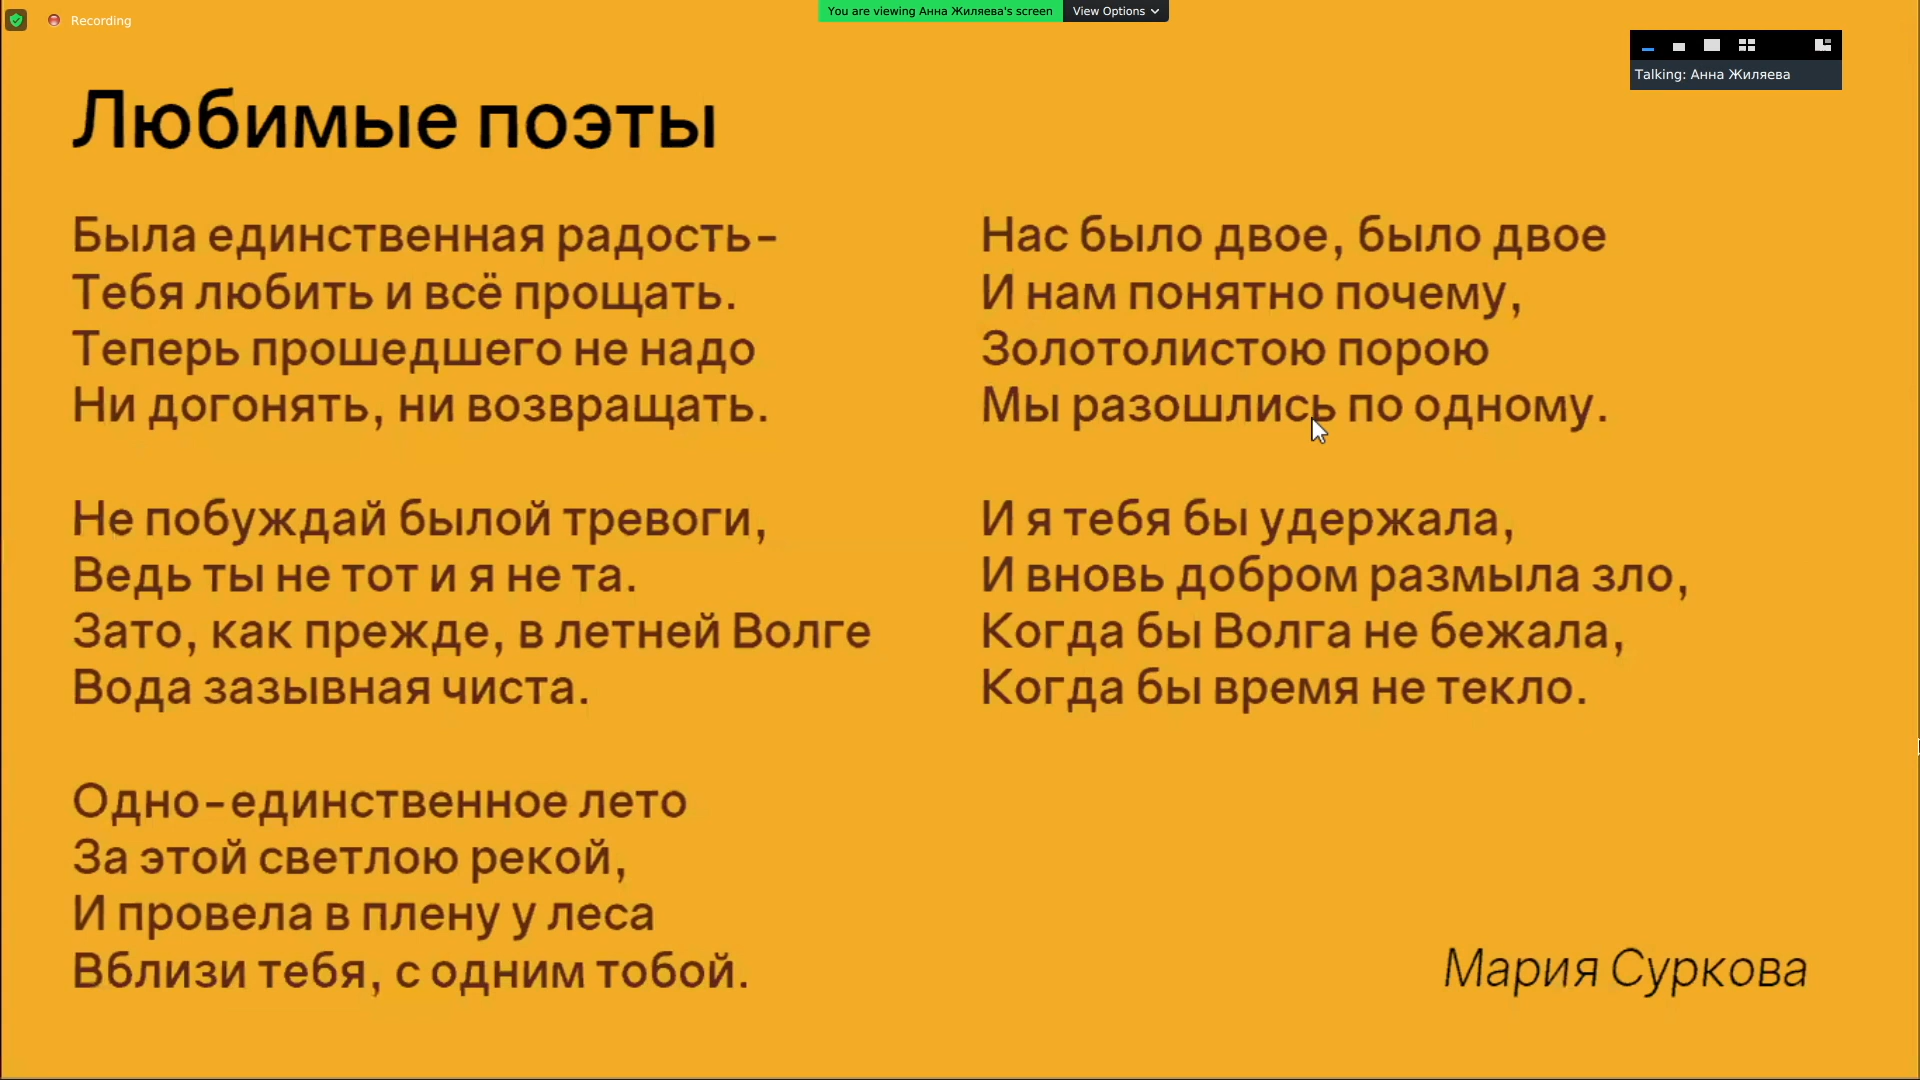 Recording
You are viewing Анна Жиляева's screen
View Options
Talking: Анна Жиляева
Любимые поэты
Была единственная радость-
Тебя любить и всё прощать.
Теперь прошедшего не надо
Ни догонять, ни возвращать.
Не побуждай былой тревоги,
Ведь ты не тот и я не та.
Зато, как прежде, в летней Волге
Вода зазывная чиста.
Одно-единственное лето
За этой светлою рекой,
И провела в плену у леса
Вблизи тебя, с одним тобой.
Нас было двое, было двое
И нам понятно почему,
Золотолистою порою
Мы разошлись по одному.
И я тебя бы удержала,
И вновь добром размыла зло,
Когда бы Волга не бежала,
Когда бы время не текло.
Мария Суркова